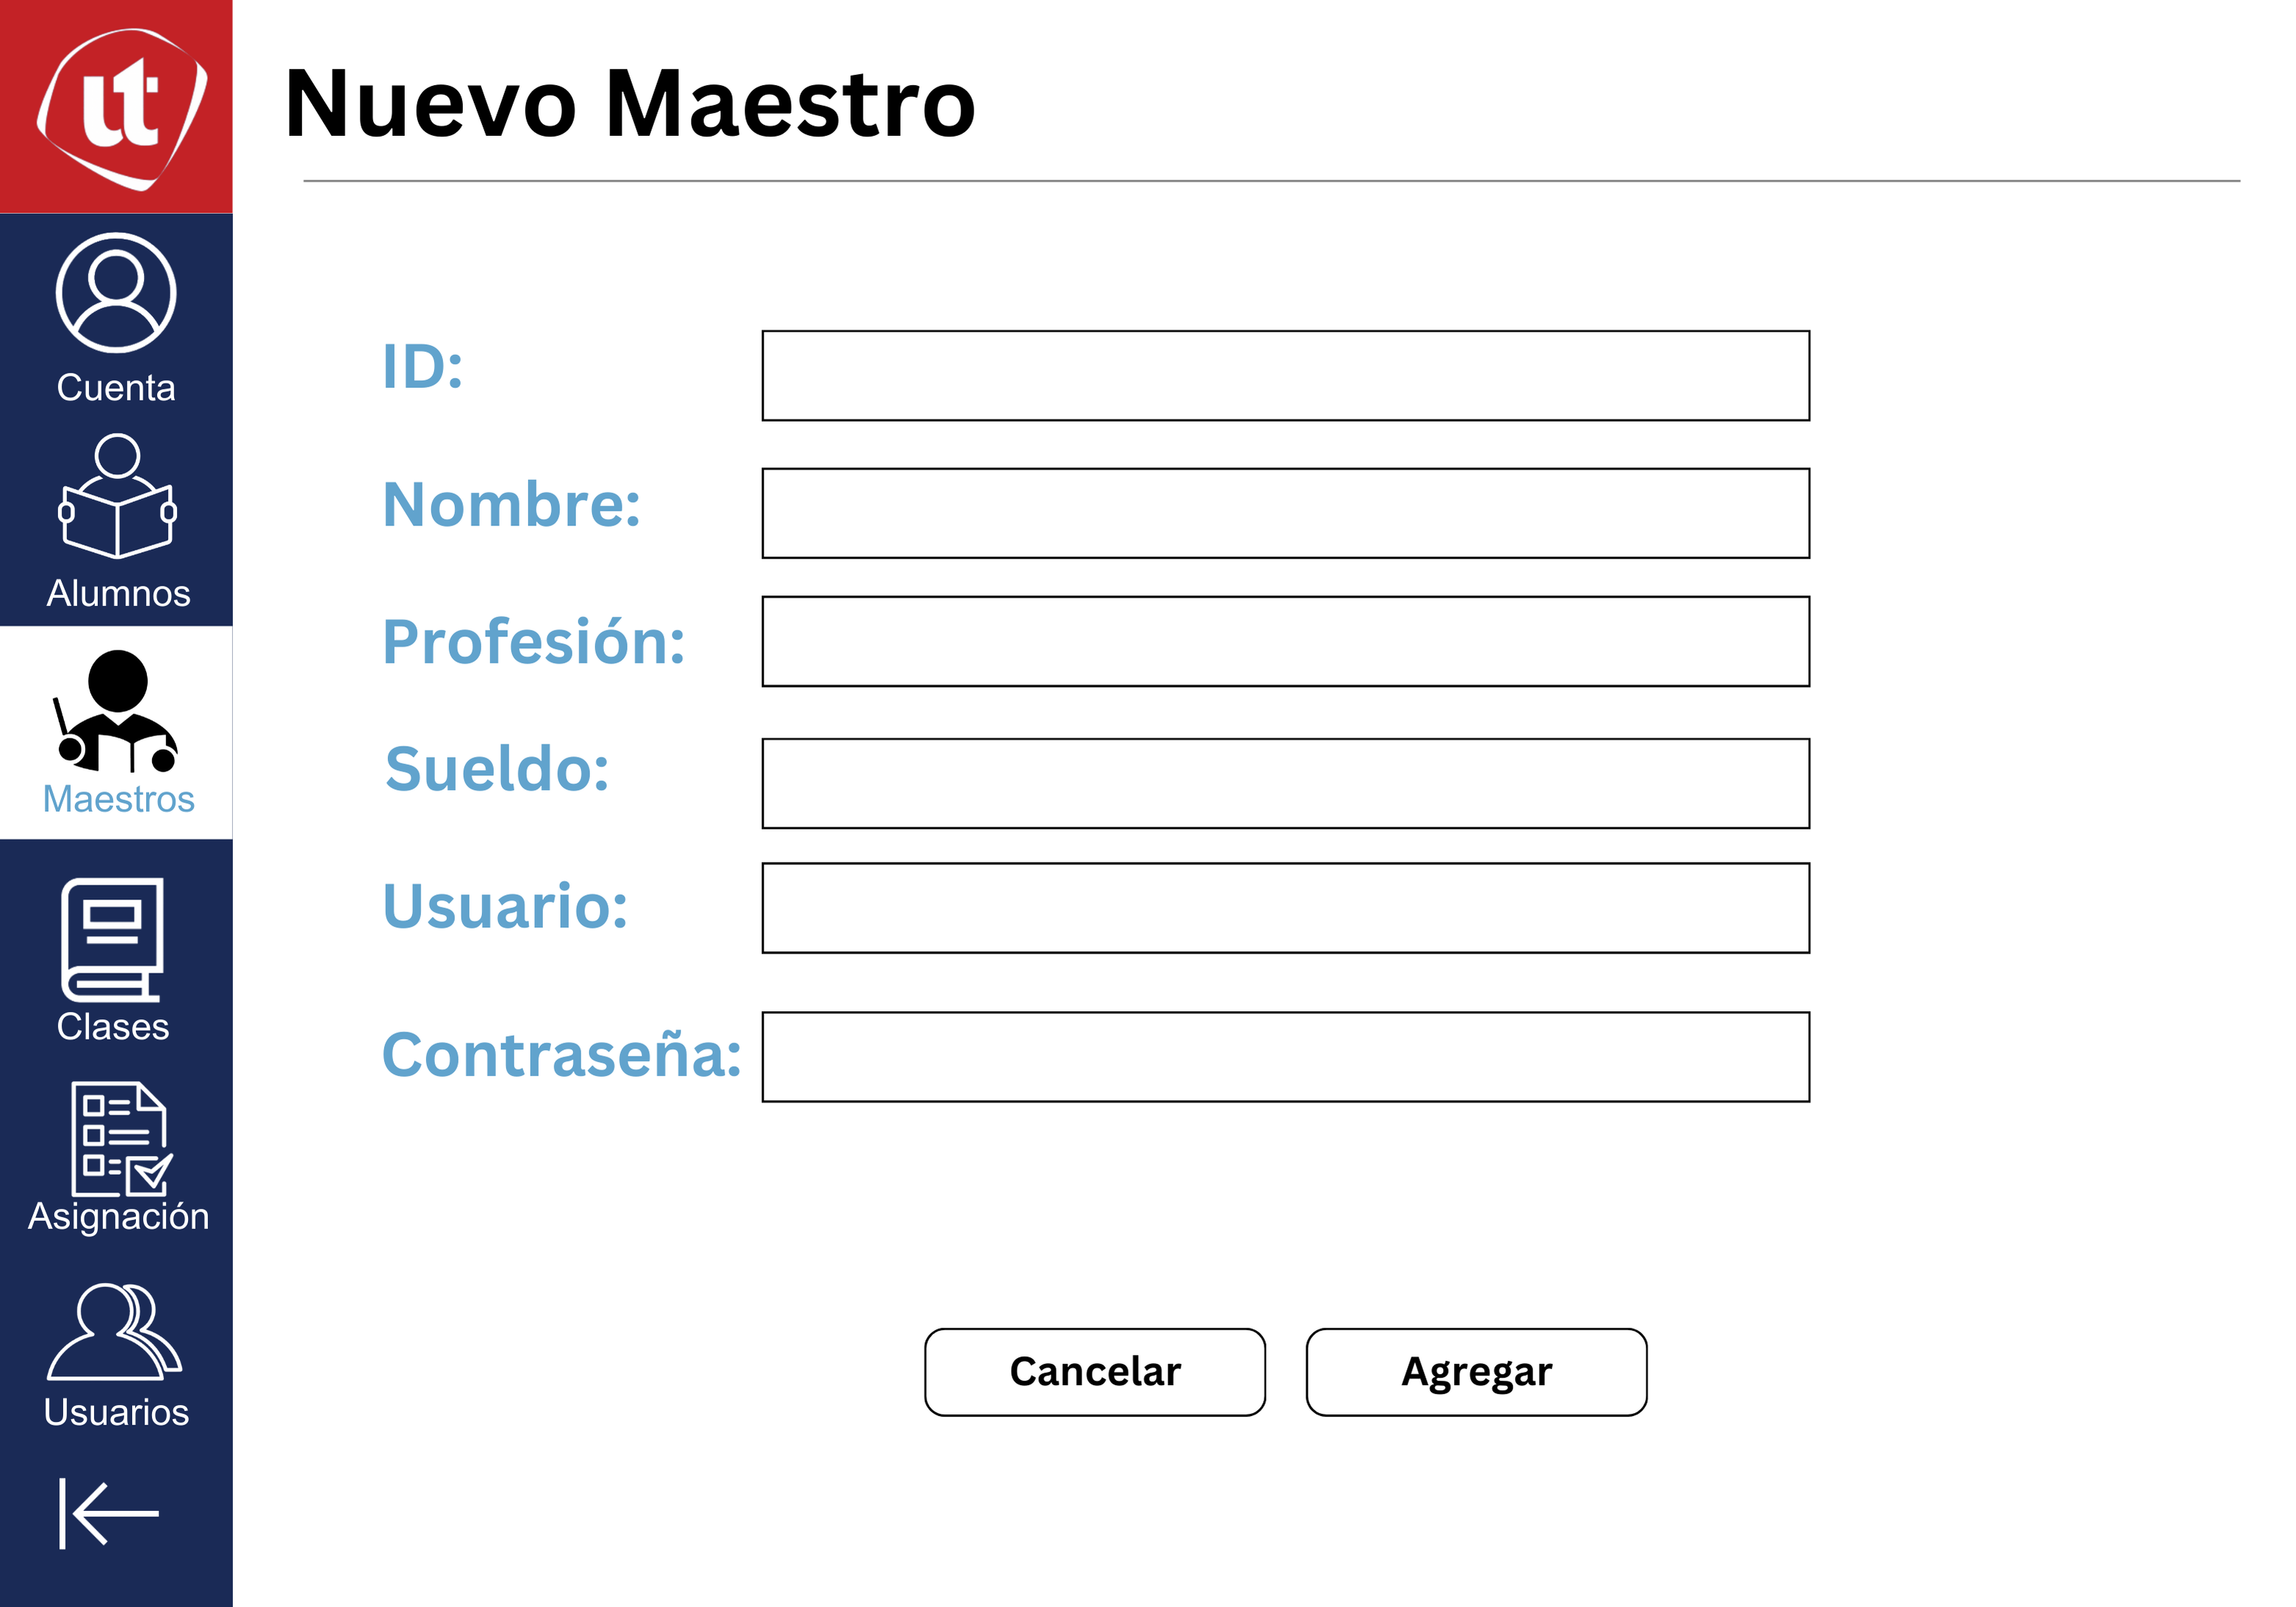 ut
Nuevo Maestro
Cuenta
Alumnos
Maestros
Clases
Asignación
Usuarios
ID:
Nombre:
Profesión:
Sueldo:
Usuario:
Contraseña:
Cancelar
Agregar